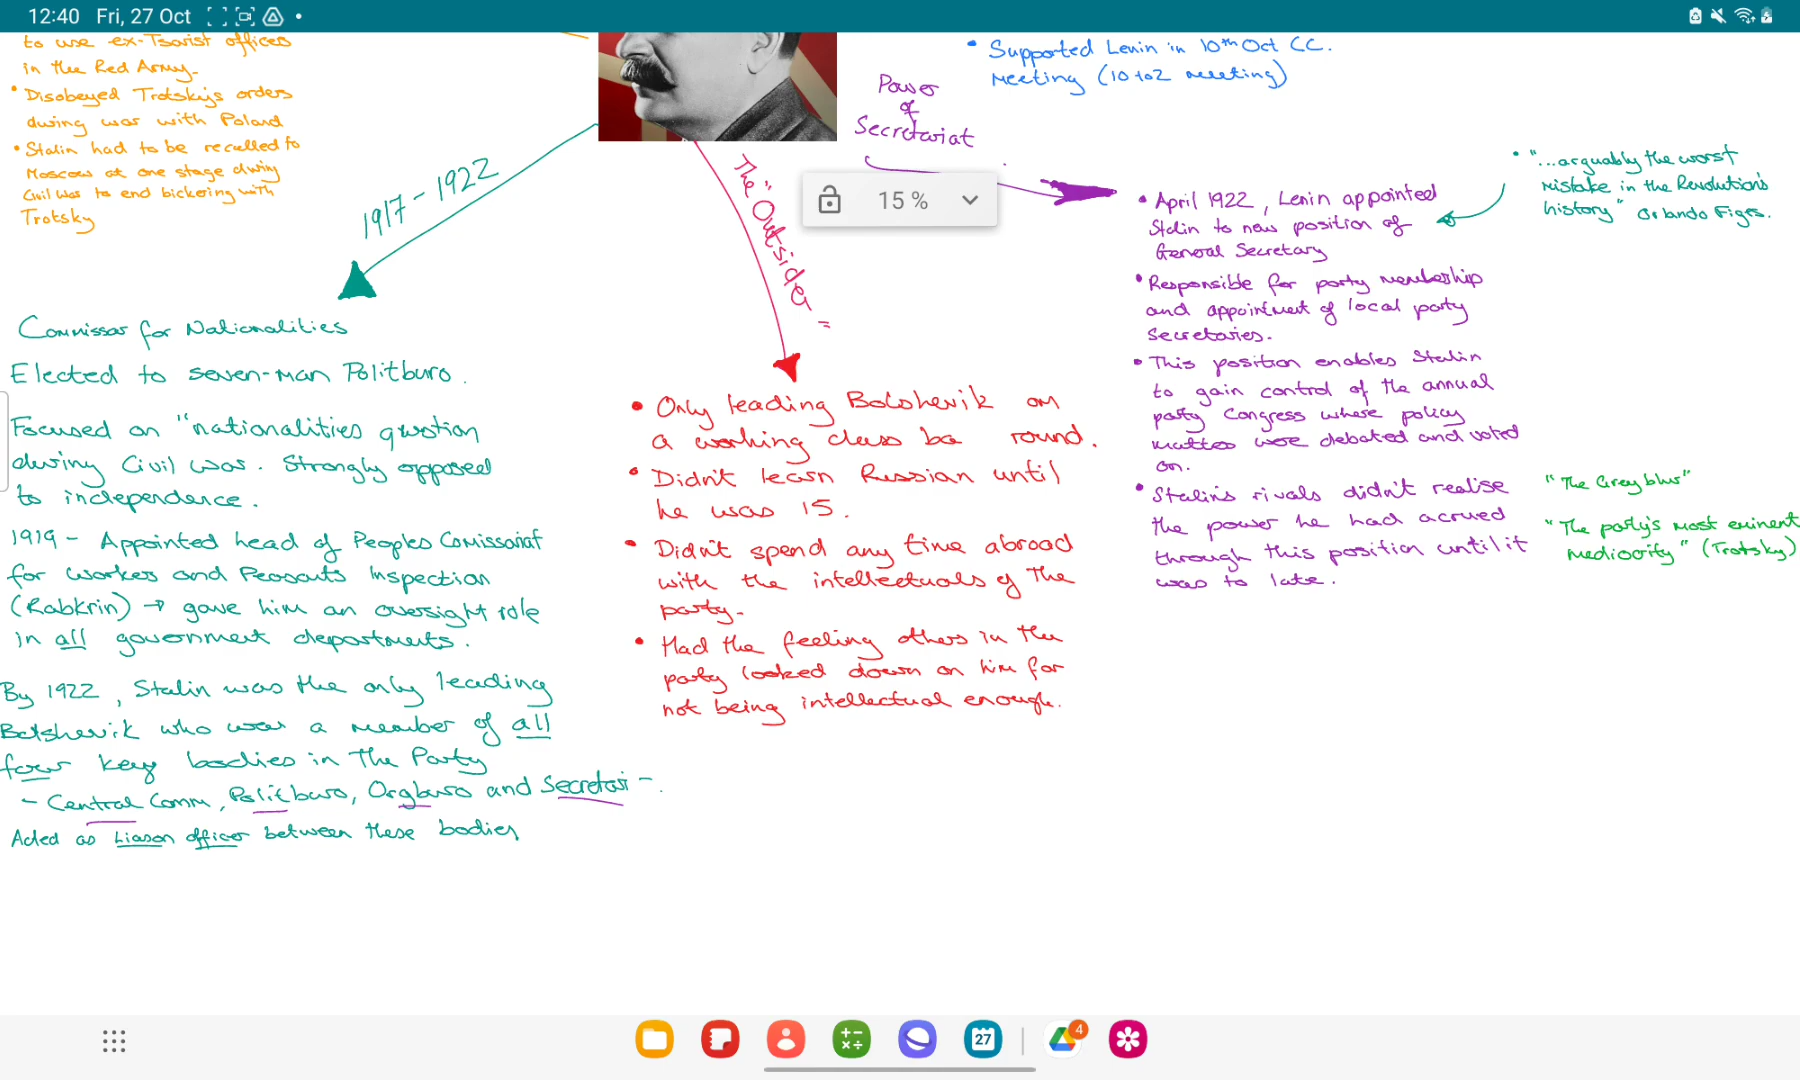 12:40 Fri, 27 Oct
to use ex-Tsarist offices
in the Red Army.
• Disobeyed Trotsky's orders
during war with Poland
• Stalin had to be recalled to
Moscow at one stage during
Civil War to end bickering with
Trotsky
1917-1922
Commissar for Nationalities
Elected to seven-man Politburo.
Focused on "nationalities question
during Civil War. Strongly opposed
to independence.
1919 - Appointed head of Peoples Comissariat
for Workes and Peasants Inspection
(Rabkrin) → gave him an oversight role
in all government departments.
By 1922, Stalin was the only leading
Bolshevik who was a member of all
four key bodies in the Party
- Central Comm, Politburo, Orgburo and Secretari-.
Acted as Liason officer between these bodies
The "Outsider"
• Only leading Bolshevik on
a working class ba round.
• Didn't learn Russian until
he was 15.
• Didn't spend any time abroad
with the intellectuals of the
party.
• Had the feeling others in the
party looked down on him for
not being intellectual enough.
• Supported Lenin in 10th Oct CC.
Meeting (10 to 2 meeting)
Power
of
Secretariat
15 %
• April 1922, Lenin appointed
Stalin to new position of
General Secretary
• Responsible for party membership
and appointment of local party
secretaries.
• This position enables Stalin
to gain control of the annual
party Congress where policy
matters were debated and voted
on.
• Stalin's rivals didn't realise
the power he had accrued
through this position until it
was to late.
• "...arguably the worst
mistake in the Revolution's
history" Orlando Figes.
"The Grey blur"
"The party's most eminent
mediocrity" (Trotsky)
27
4